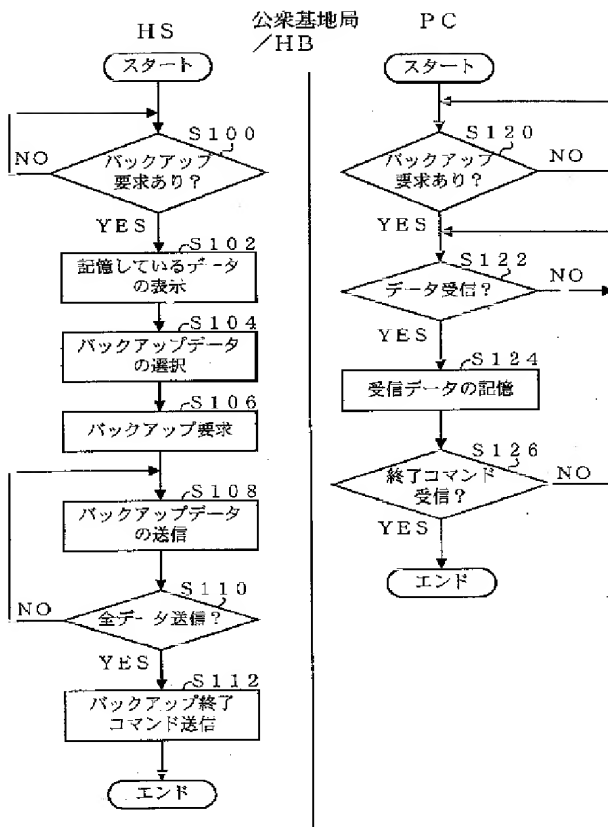 公衆基地局
／HB
HS
スタート
S100
バックアップ
要求あり？
NO
YES
S102
記憶しているデータ
の表示
S104
バックアップデータ
の選択
S106
バックアップ要求
S108
バックアップデータ
の送信
S110
全データ送信？
NO
YES
S112
バックアップ終了
コマンド送信
エンド
PC
スタート
S120
バックアップ
要求あり？
NO
YES
S122
データ受信？
NO
YES
S124
受信データの記憶
S126
終了コマンド
受信？
NO
YES
エンド